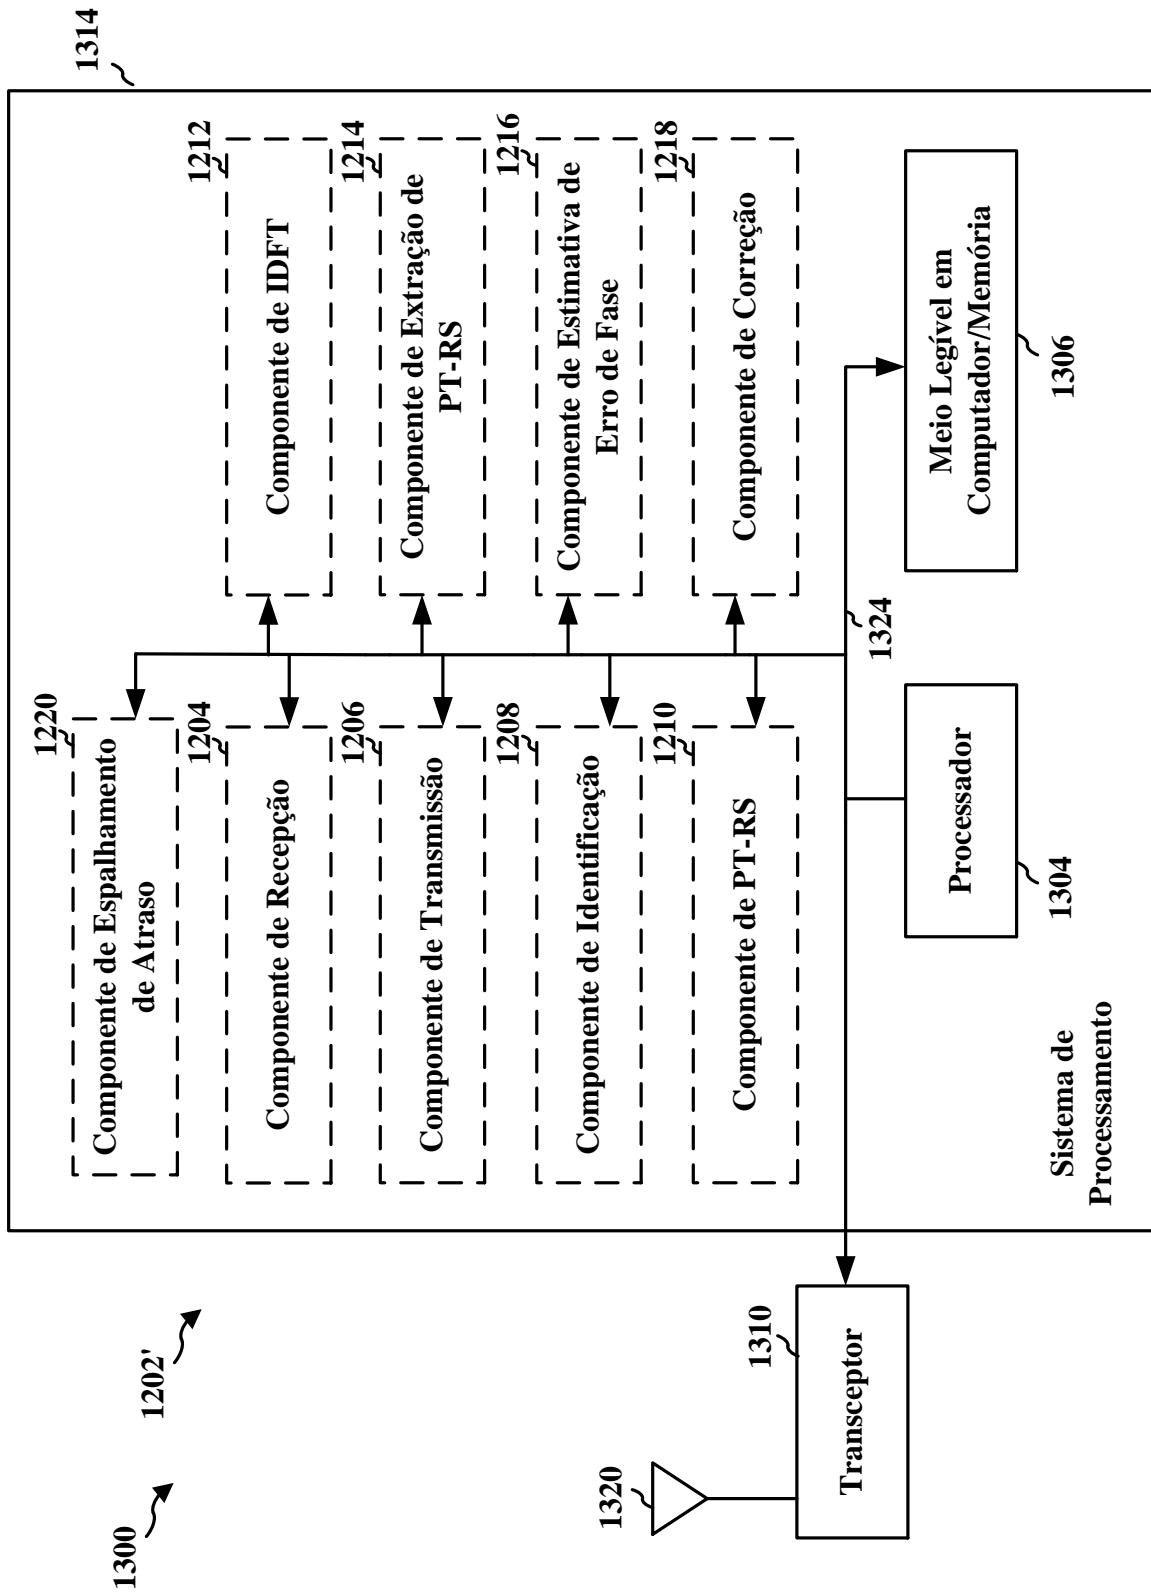 1300
1202'
1314
1220
Componente de Espalhamento
de Atraso
1204
Componente de Recepção
1212
Componente de IDFT
1206
Componente de Transmissão
1214
Componente de Extração de
PT-RS
1208
Componente de Identificação
1216
Componente de Estimativa de
Erro de Fase
1210
Componente de PT-RS
1218
Componente de Correção
1320
1310
Transceptor
1324
Processador
1304
Meio Legível em
Computador/Memória
1306
Sistema de
Processamento